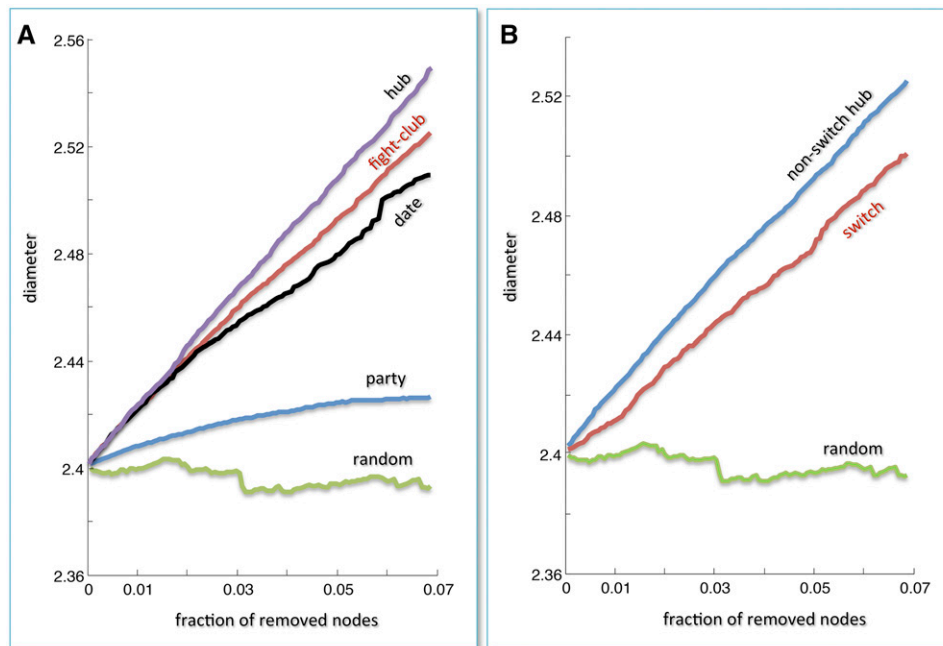 A
2.56
2.52
2.48
2.44
2.4
2.36
diameter
hub
fight-club
date
party
random
0 0.01 0.03 0.05 0.07
fraction of removed nodes
B
2.52
2.48
2.44
2.4
2.36
diameter
non-switch hub
switch
random
0 0.01 0.03 0.05 0.07
fraction of removed nodes